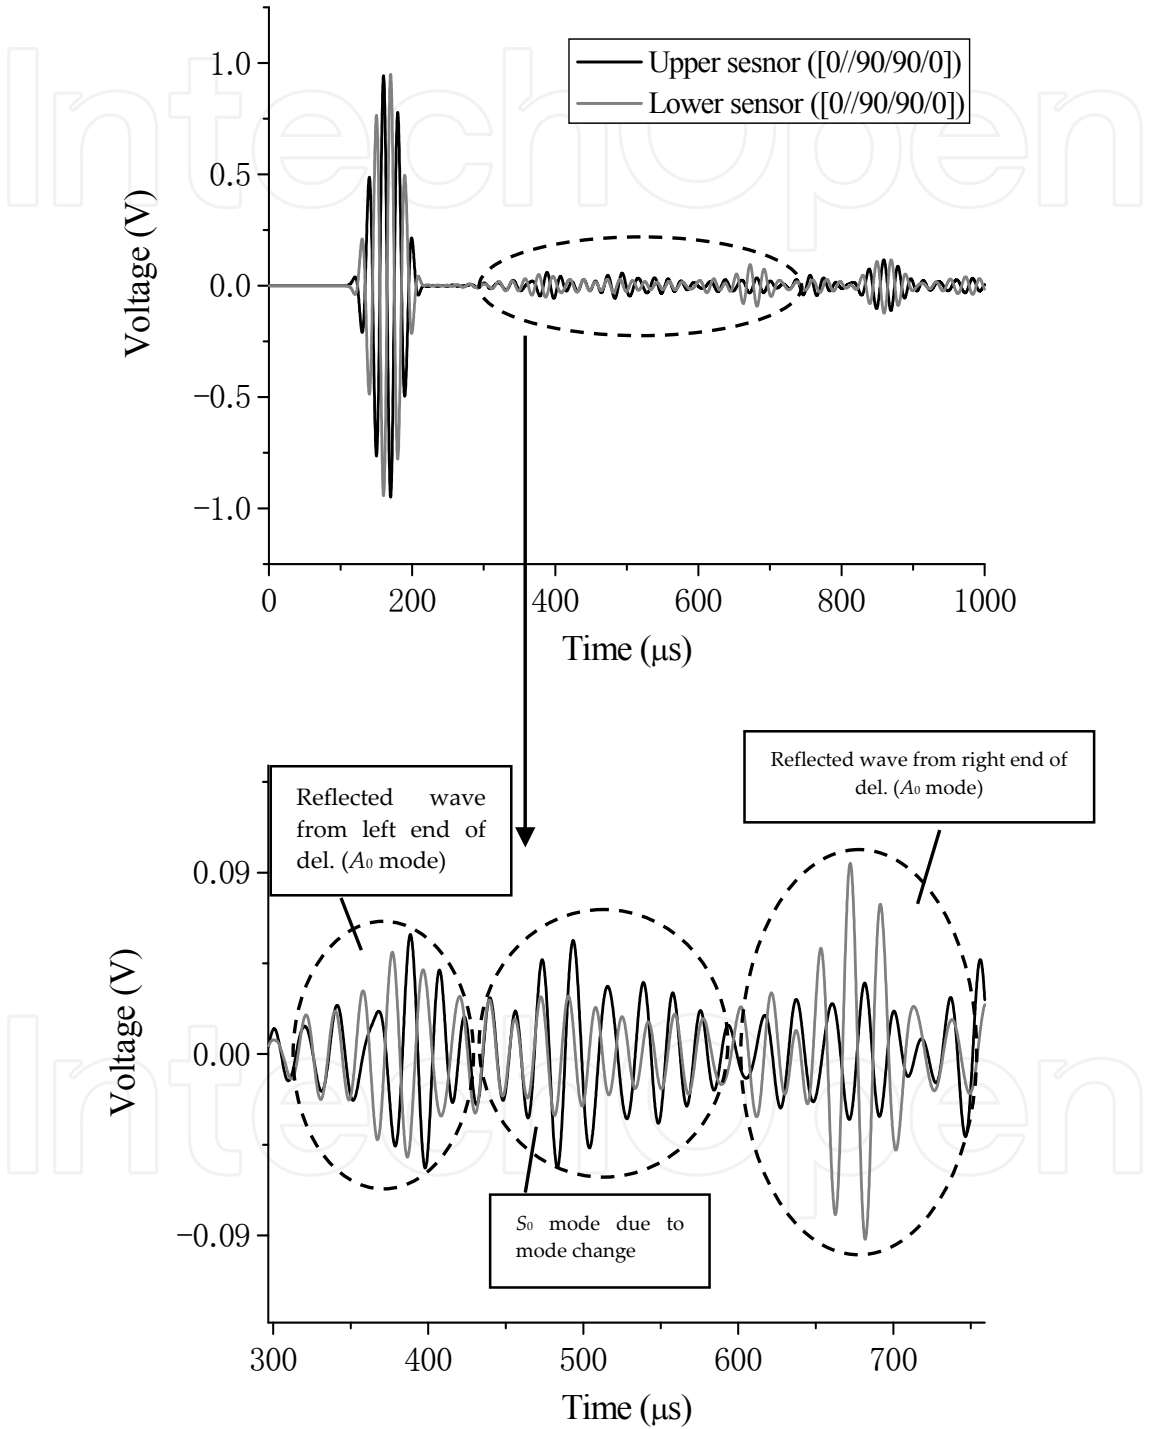 IntechOpen
Upper sesnor ([0//90/90/0])
Lower sensor ([0//90/90/0])
1.0
0.5
0.0
−0.5
−1.0
Voltage (V)
0 200 400 600 800 1000
Time (μs)
Reflected wave
from left end of
del. (A0 mode)
Reflected wave from right end of
del. (A0 mode)
0.09
0.00
−0.09
Voltage (V)
IntechOpen
S0 mode due to
mode change
300 400 500 600 700
Time (μs)